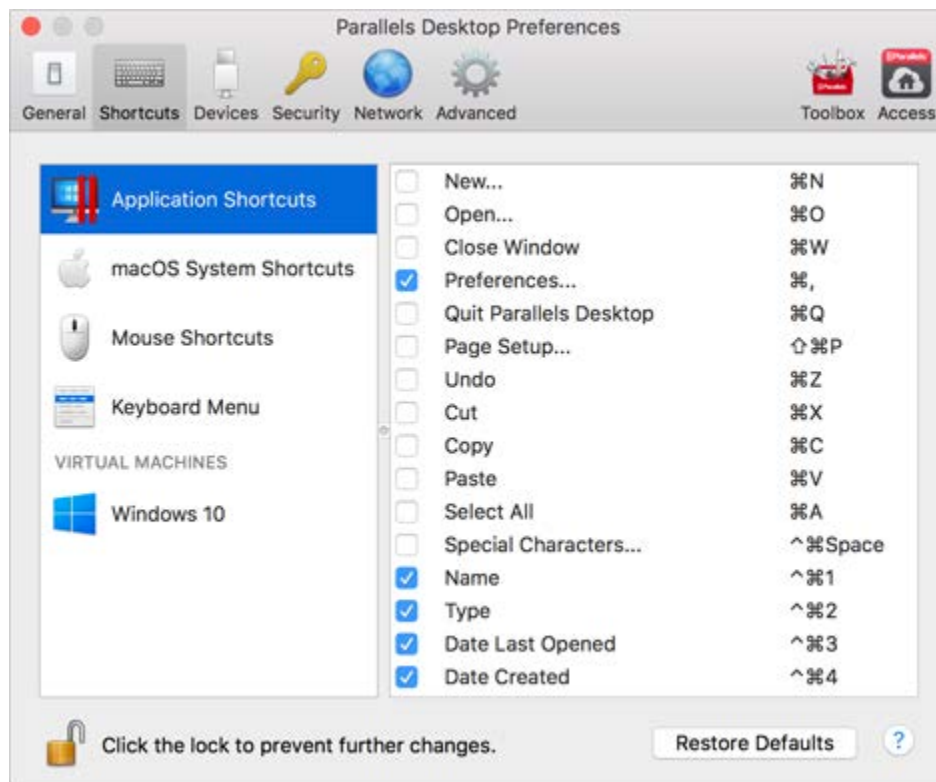 Parallels Desktop Preferences
General Shortcuts Devices Security Network Advanced Toolbox Access
Application Shortcuts
macOS System Shortcuts
Mouse Shortcuts
Keyboard Menu
VIRTUAL MACHINES
Windows 10
New... ⌘N
Open... ⌘O
Close Window ⌘W
Preferences... ⌘,
Quit Parallels Desktop ⌘Q
Page Setup... ⇧⌘P
Undo ⌘Z
Cut ⌘X
Copy ⌘C
Paste ⌘V
Select All ⌘A
Special Characters... ^⌘Space
Name ^⌘1
Type ^⌘2
Date Last Opened ^⌘3
Date Created ^⌘4
Click the lock to prevent further changes.
Restore Defaults ?